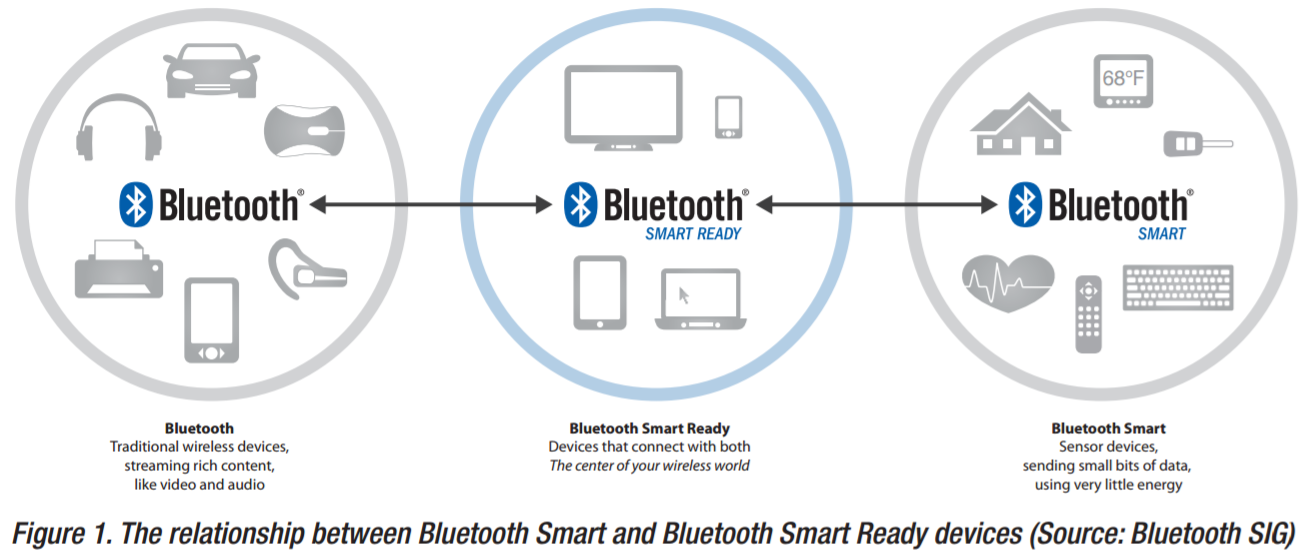 68°F
Bluetooth®
Bluetooth®
SMART READY
Bluetooth®
SMART
Bluetooth
Traditional wireless devices,
streaming rich content,
like video and audio
Bluetooth Smart Ready
Devices that connect with both
The center of your wireless world
Bluetooth Smart
Sensor devices,
sending small bits of data,
using very little energy
Figure 1. The relationship between Bluetooth Smart and Bluetooth Smart Ready devices (Source: Bluetooth SIG)